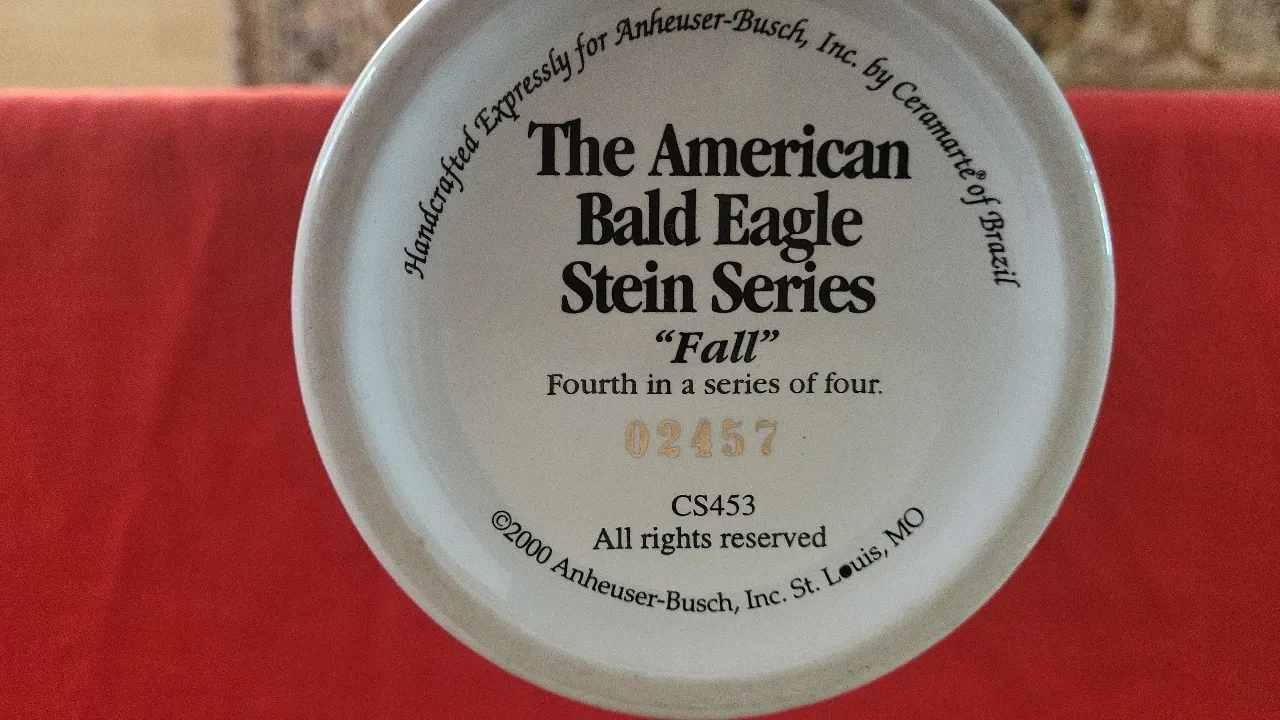 Handcrafted Expressly for Anheuser-Busch, Inc. by Ceramarte® of Brazil
The American
Bald Eagle
Stein Series
“Fall”
Fourth in a series of four.
02457
CS453
All rights reserved
©2000 Anheuser-Busch, Inc. St. Louis, MO